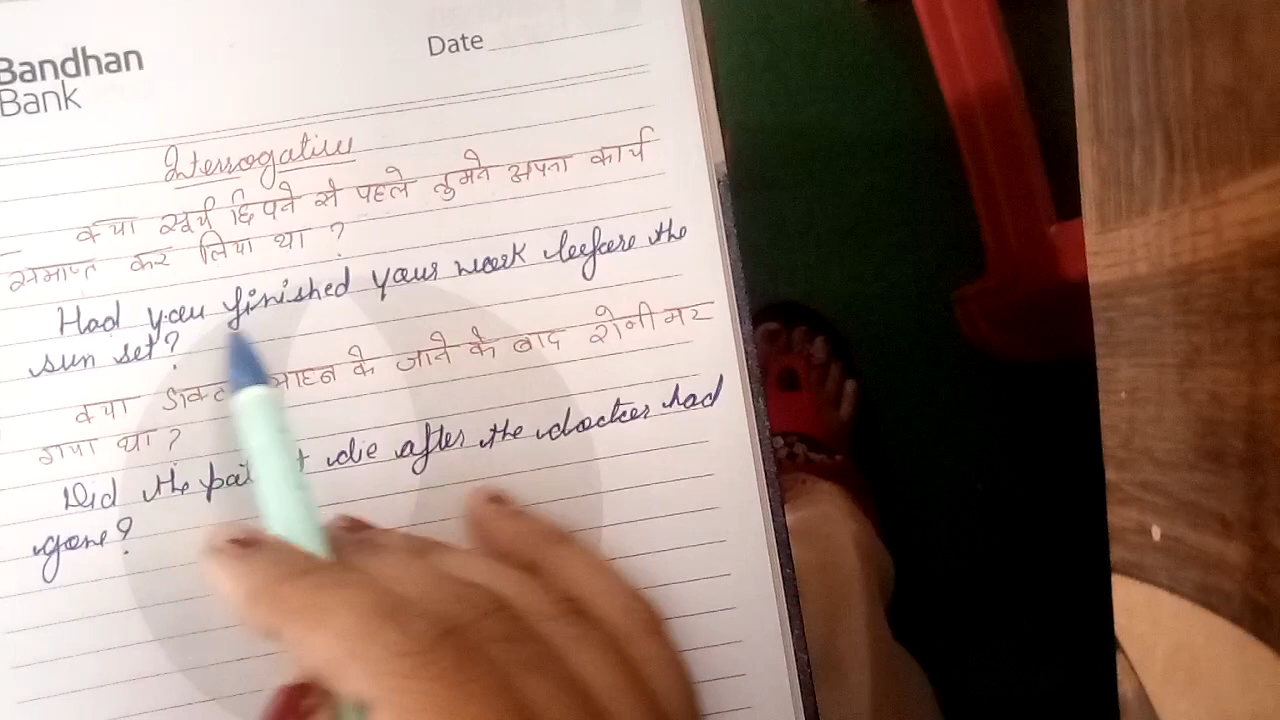 Bandhan
Bank
Date
Interrogative
क्या सूर्य छिपने से पहले तुमने अपना कार्य
समाप्त कर लिया था ?
Had you finished your work before the
sun set?
क्या के जाने के बाद रोगी मर
गया था ?
Did the die after the doctor had
gone?